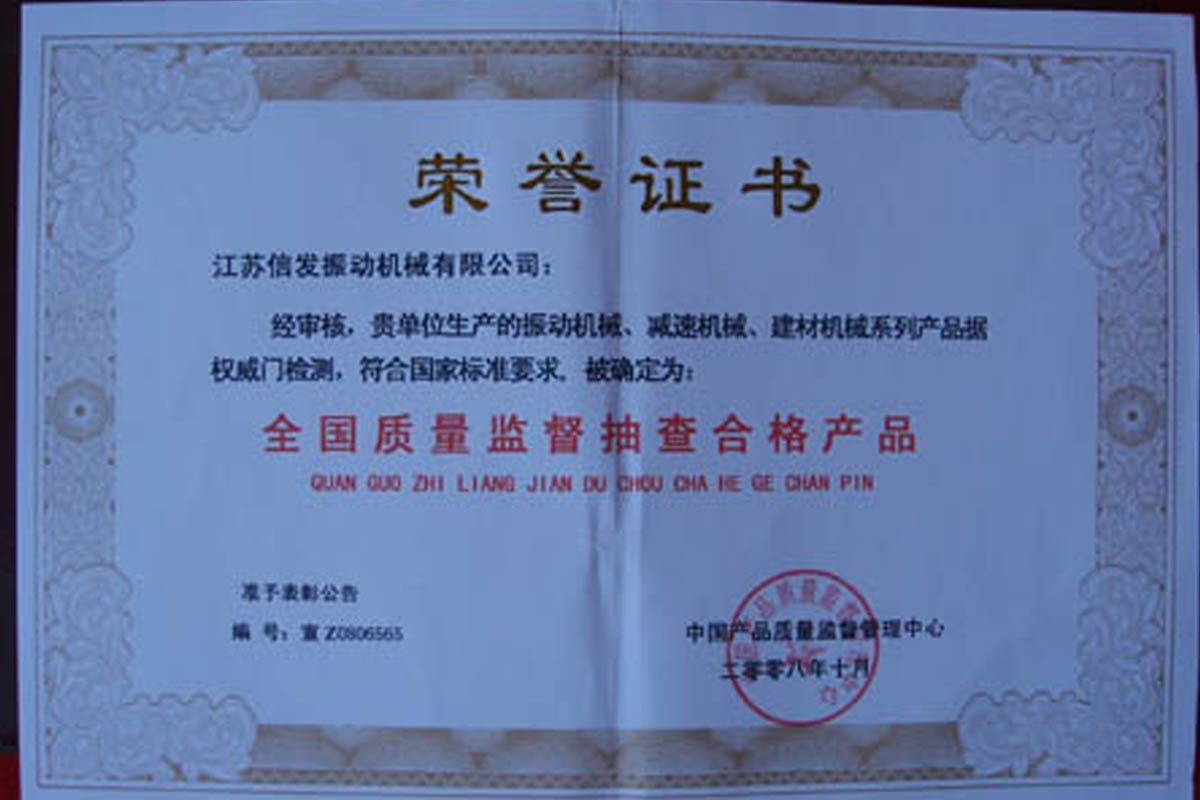 荣誉证书
江苏信发振动机械有限公司：
经审核，贵单位生产的振动机械、减速机械、建材机械系列产品据
权威门检测，符合国家标准要求。被确定为：
全国质量监督抽查合格产品
QUAN GUO ZHI LIANG JIAN DU CHOU CHA HE GE CHAN PIN
准予表彰公告
编 号：宣Z0806565
中国产品质量监督管理中心
二零零八年十月